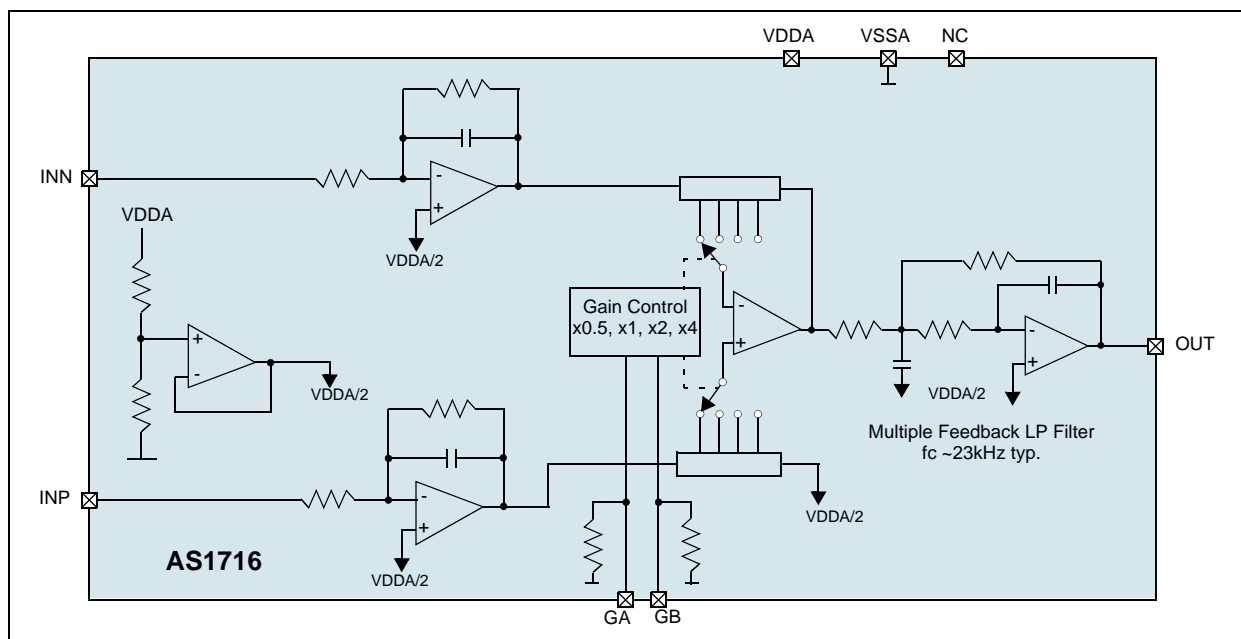 VDDA
VSSA
NC
INN
-
+
VDDA/2
VDDA
+
-
VDDA/2
Gain Control
x0.5, x1, x2, x4
-
+
-
+
VDDA/2
OUT
Multiple Feedback LP Filter
fc ~23kHz typ.
INP
-
+
VDDA/2
VDDA/2
AS1716
GA
GB